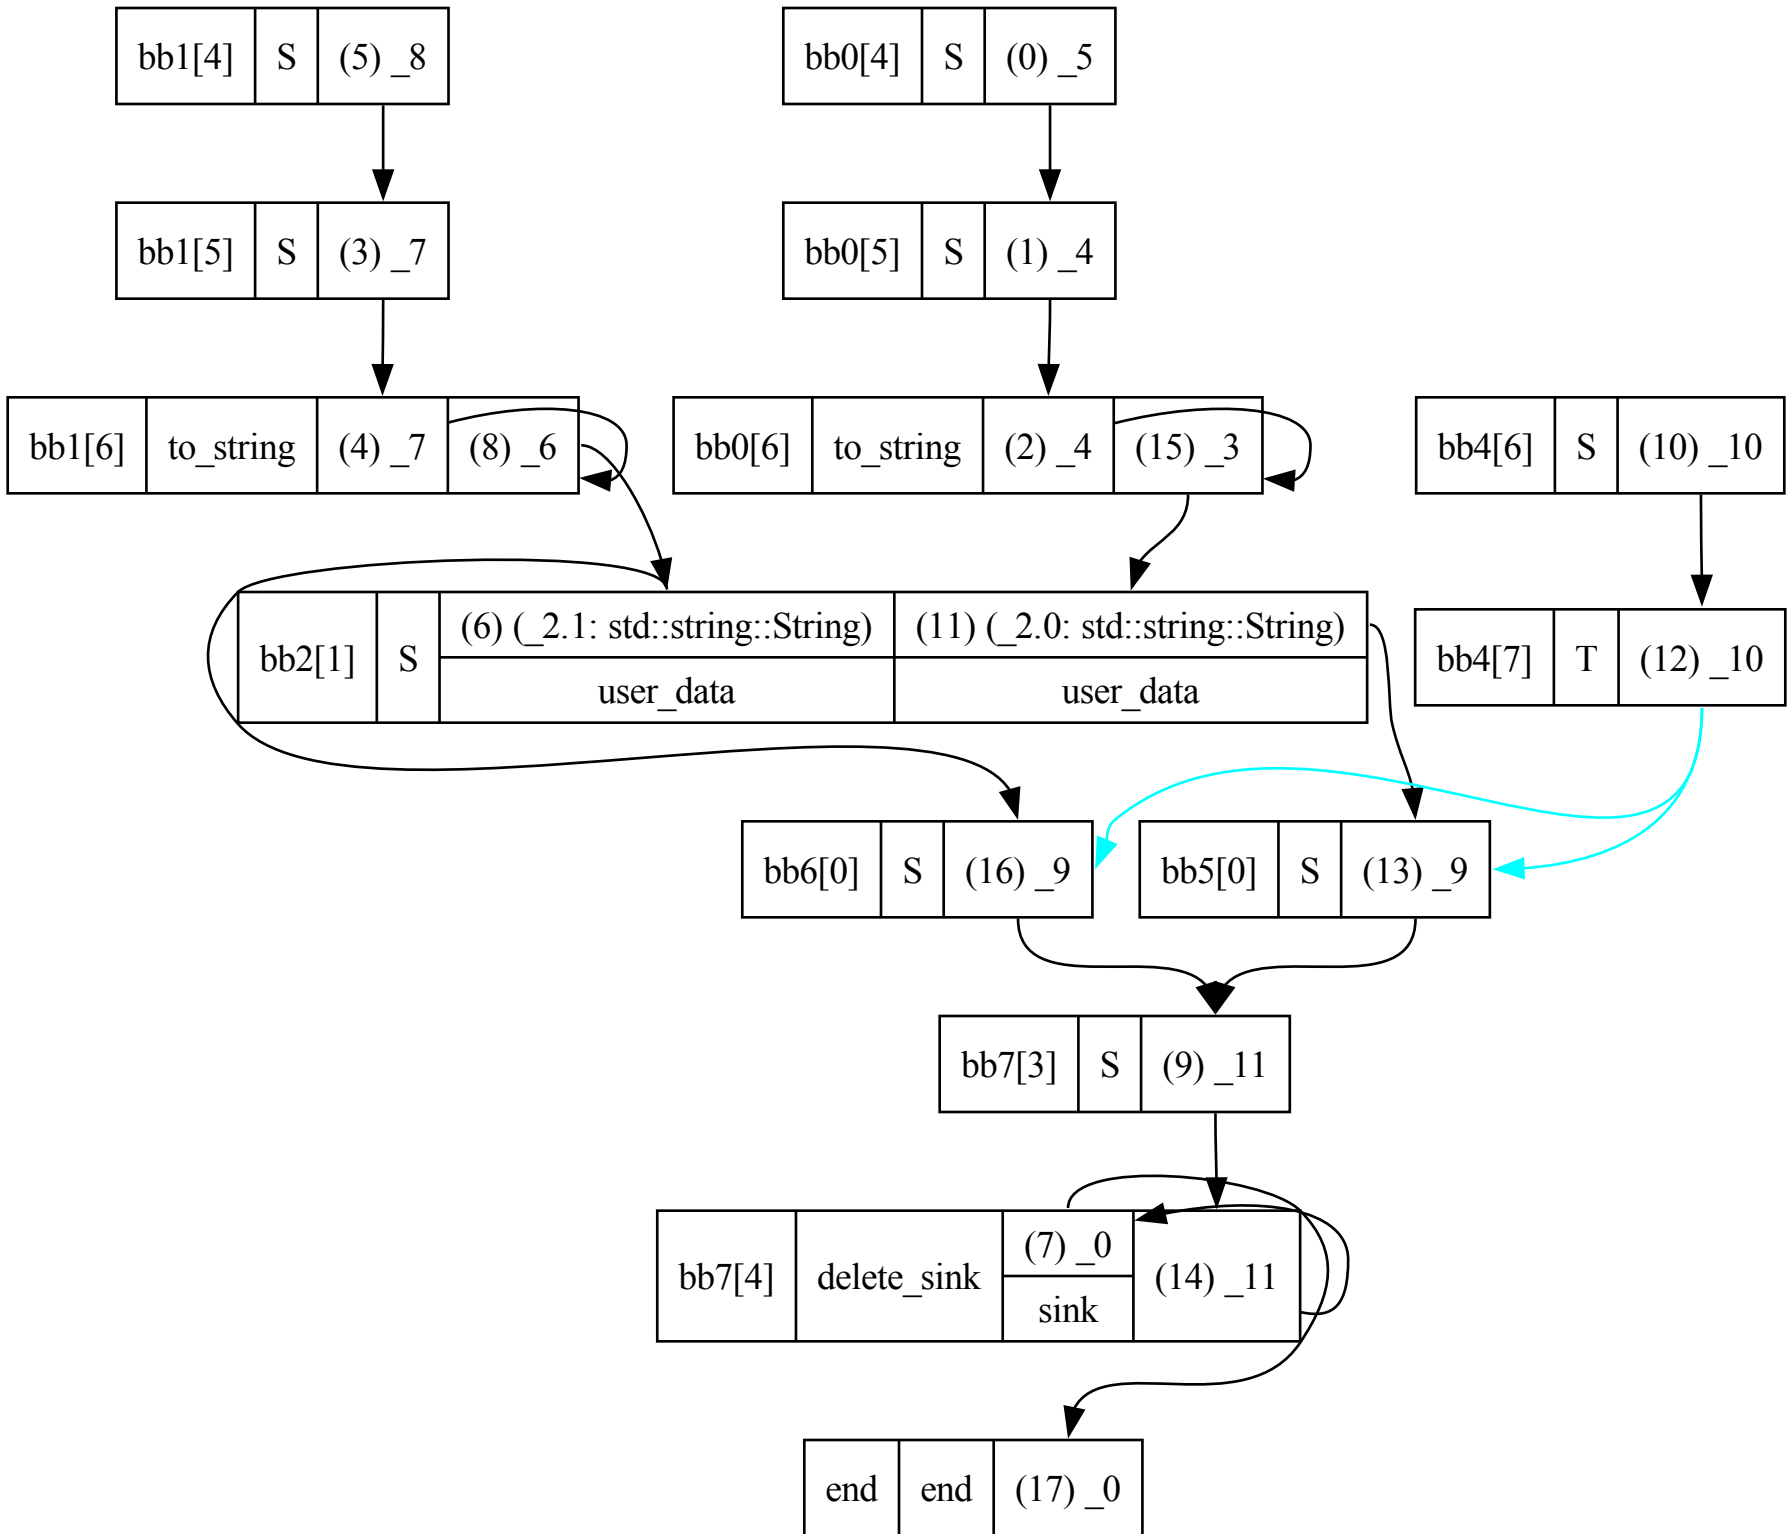 bb1[4] S (5) _8
bb0[4] S (0) _5
bb1[5] S (3) _7
bb0[5] S (1) _4
bb1[6] to_string (4) _7 (8) _6
bb0[6] to_string (2) _4 (15) _3
bb4[6] S (10) _10
bb2[1] S (6) (_2.1: std::string::String) (11) (_2.0: std::string::String)
user_data user_data
bb4[7] T (12) _10
bb6[0] S (16) _9
bb5[0] S (13) _9
bb7[3] S (9) _11
bb7[4] delete_sink (7) _0 (14) _11
sink
end end (17) _0